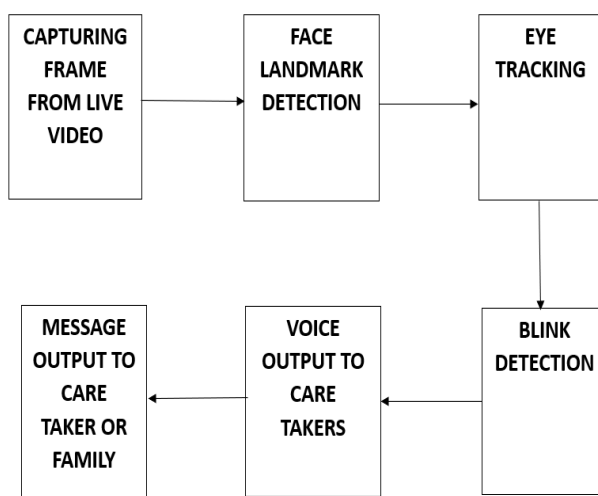 CAPTURING
FRAME
FROM LIVE
VIDEO
FACE
LANDMARK
DETECTION
EYE
TRACKING
BLINK
DETECTION
VOICE
OUTPUT TO
CARE
TAKERS
MESSAGE
OUTPUT TO
CARE
TAKER OR
FAMILY